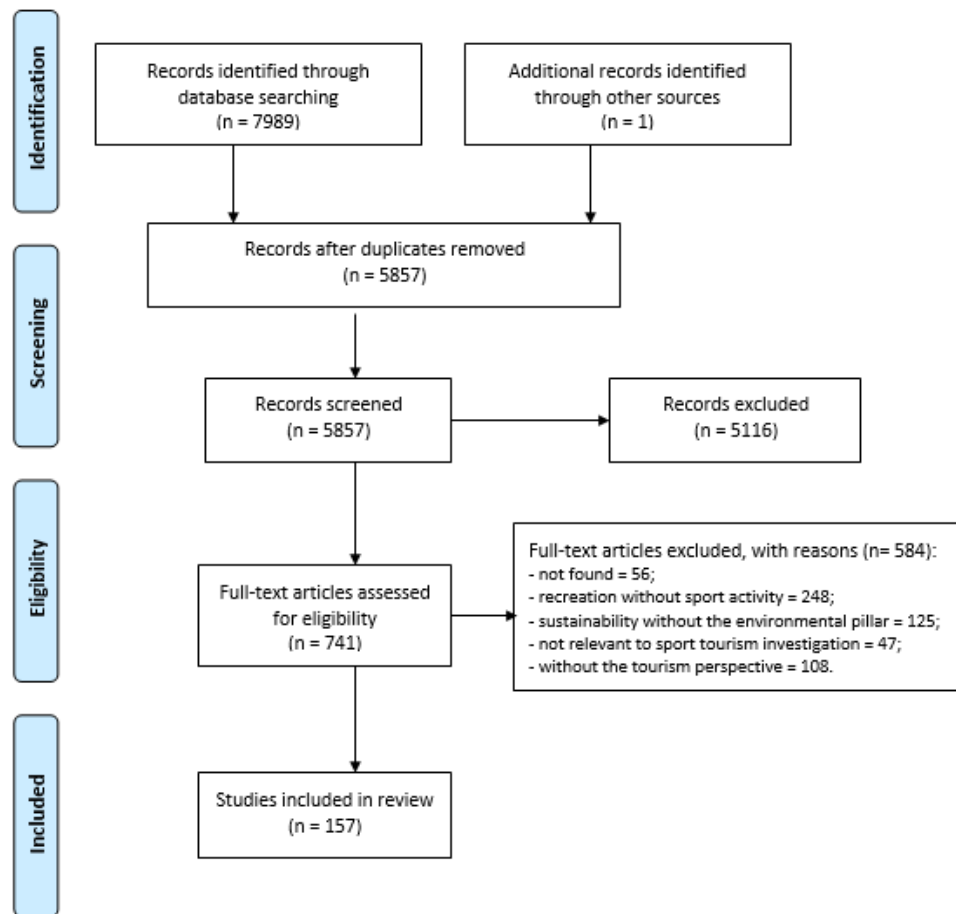 Identification
Records identified through
database searching
(n = 7989)
Additional records identified
through other sources
(n = 1)
Screening
Records after duplicates removed
(n = 5857)
Records screened
(n = 5857)
Records excluded
(n = 5116)
Eligibility
Full-text articles assessed
for eligibility
(n = 741)
Full-text articles excluded, with reasons (n= 584):
- not found = 56;
- recreation without sport activity = 248;
- sustainability without the environmental pillar = 125;
- not relevant to sport tourism investigation = 47;
- without the tourism perspective = 108.
Included
Studies included in review
(n = 157)